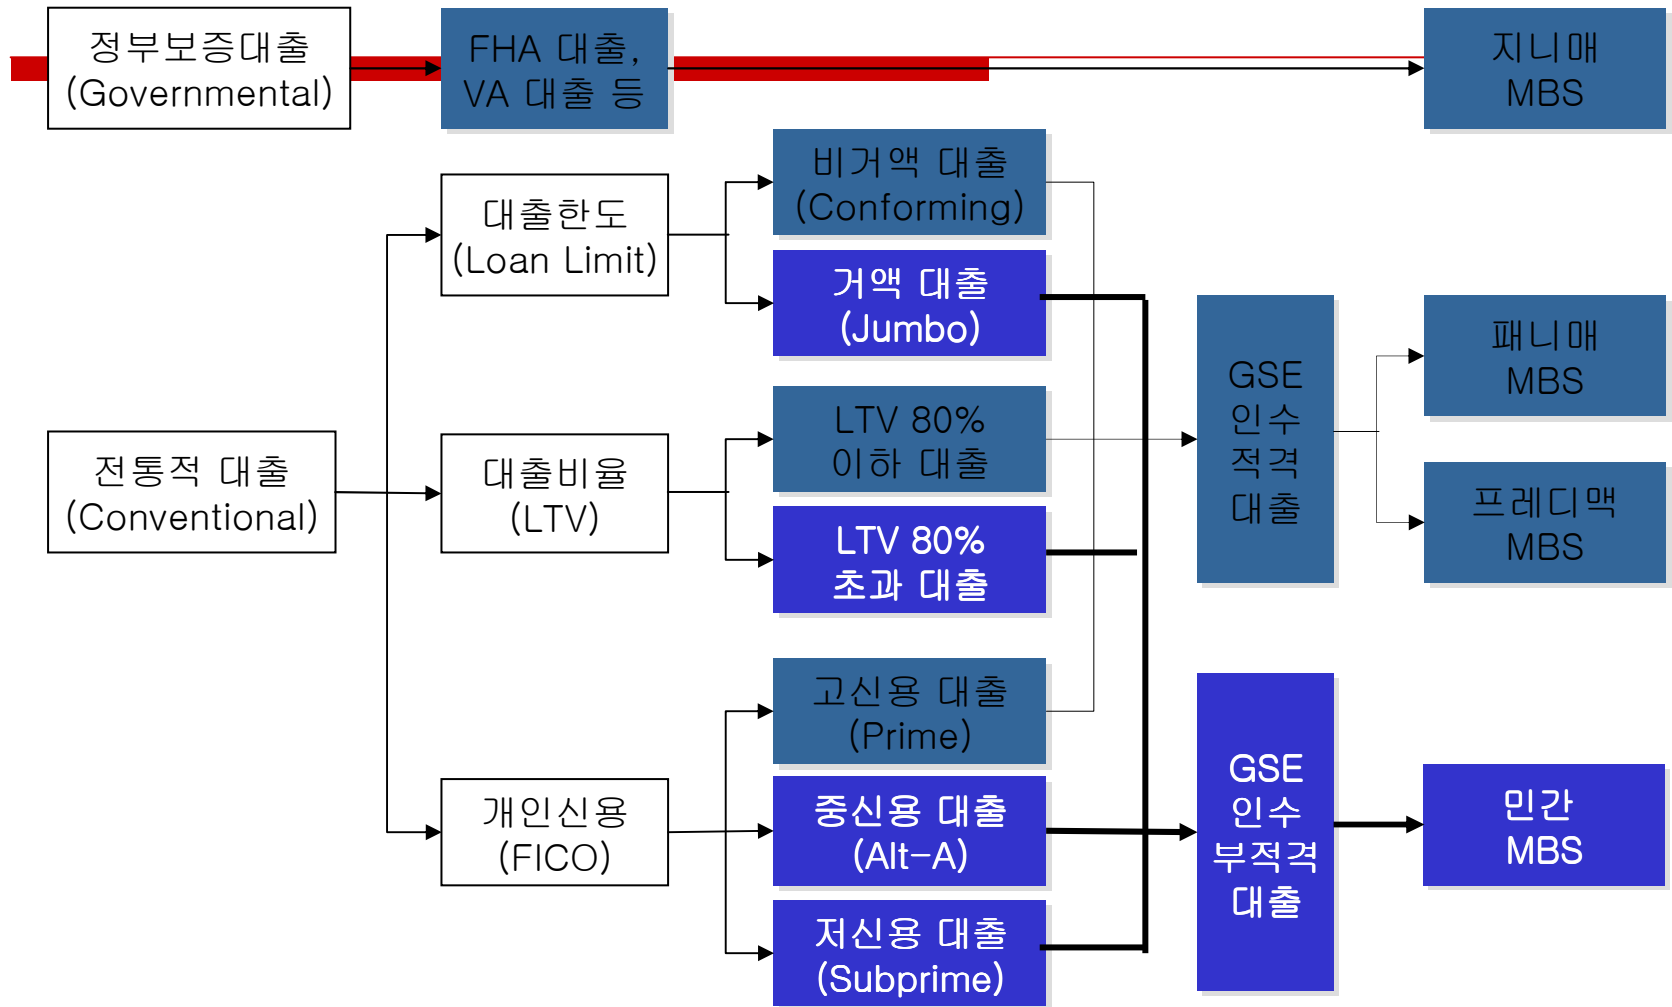 정부보증대출
(Governmental)
FHA 대출,
VA 대출 등
지니매
MBS
대출한도
(Loan Limit)
비거액 대출
(Conforming)
거액 대출
(Jumbo)
전통적 대출
(Conventional)
대출비율
(LTV)
LTV 80%
이하 대출
LTV 80%
초과 대출
GSE
인수
적격
대출
패니매
MBS
프레디맥
MBS
개인신용
(FICO)
고신용 대출
(Prime)
중신용 대출
(Alt-A)
저신용 대출
(Subprime)
GSE
인수
부적격
대출
민간
MBS